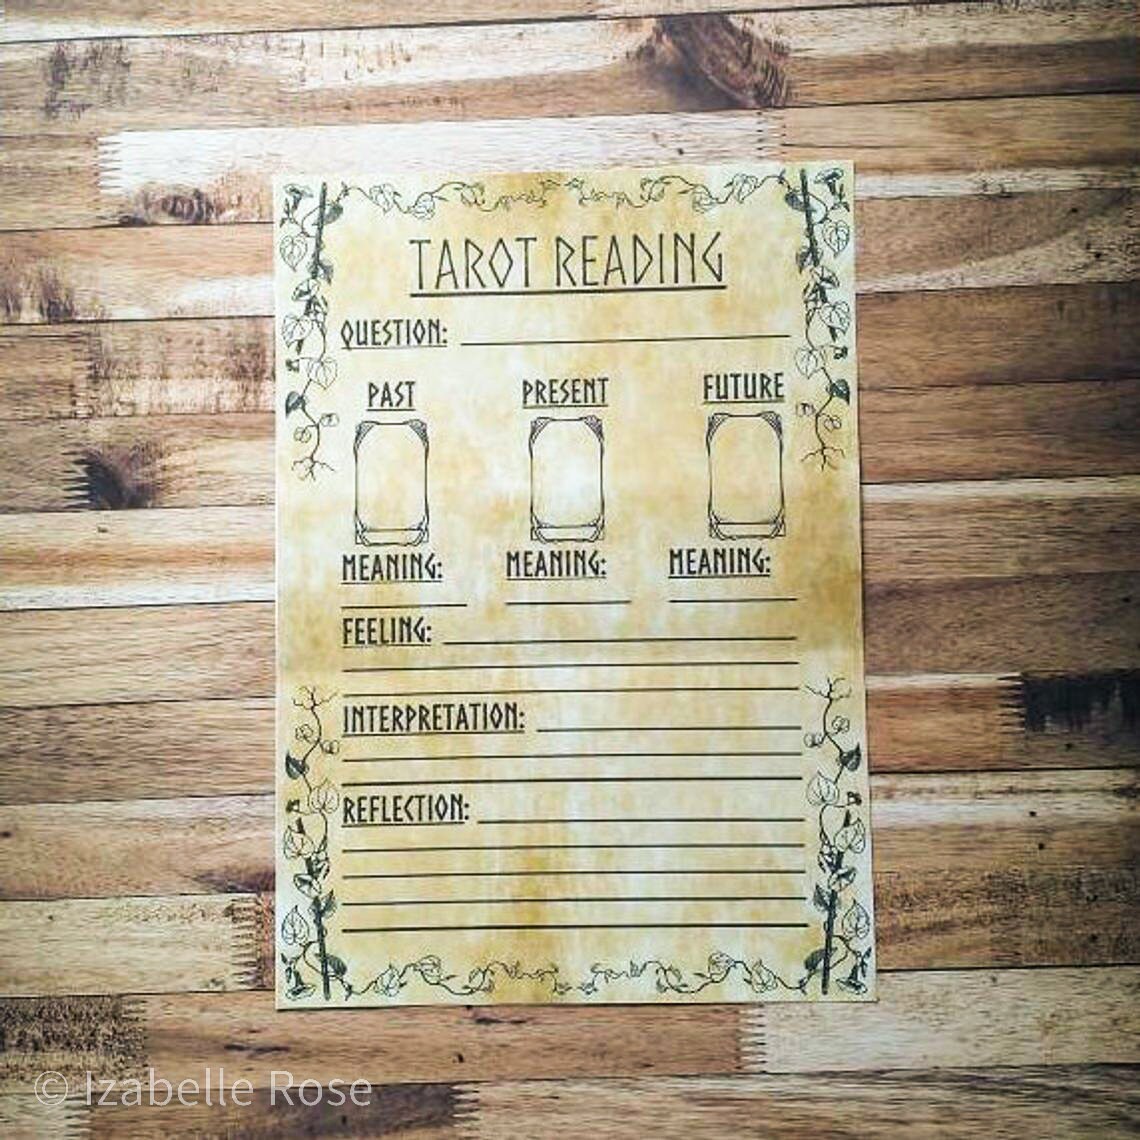 TAROT READING
QUESTION:
PAST PRESENT FUTURE
MEANING: MEANING: MEANING:
FEELING:
INTERPRETATION:
REFLECTION:
© Izabelle Rose